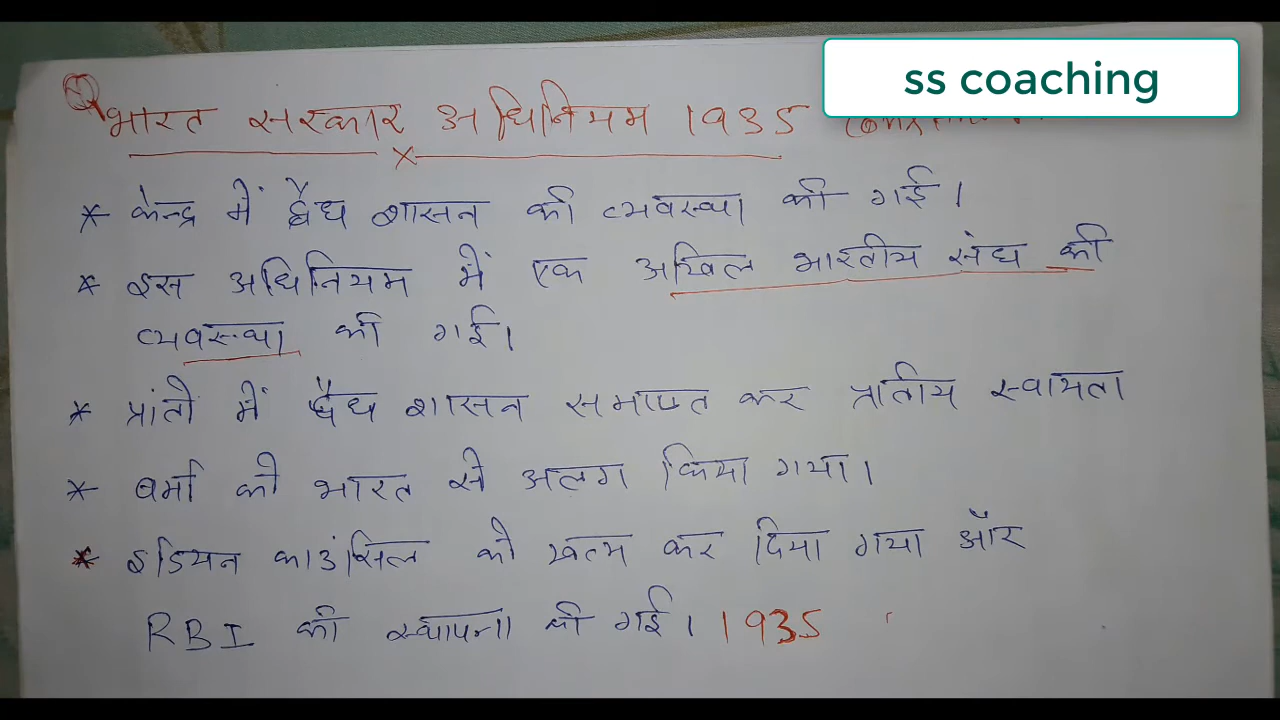 ss coaching
भारत सरकार अधिनियम 1935
* केन्द्र में द्वैध शासन की व्यवस्था की गई।
* इस अधिनियम में एक अखिल भारतीय संघ की
व्यवस्था की गई।
* प्रांतो में द्वैध शासन समाप्त कर प्रातीय स्वायता
* बर्मा को भारत से अलग किया गया।
* इडियन काउंसिल को खत्म कर दिया गया और
RBI की स्थापना की गई। 1935